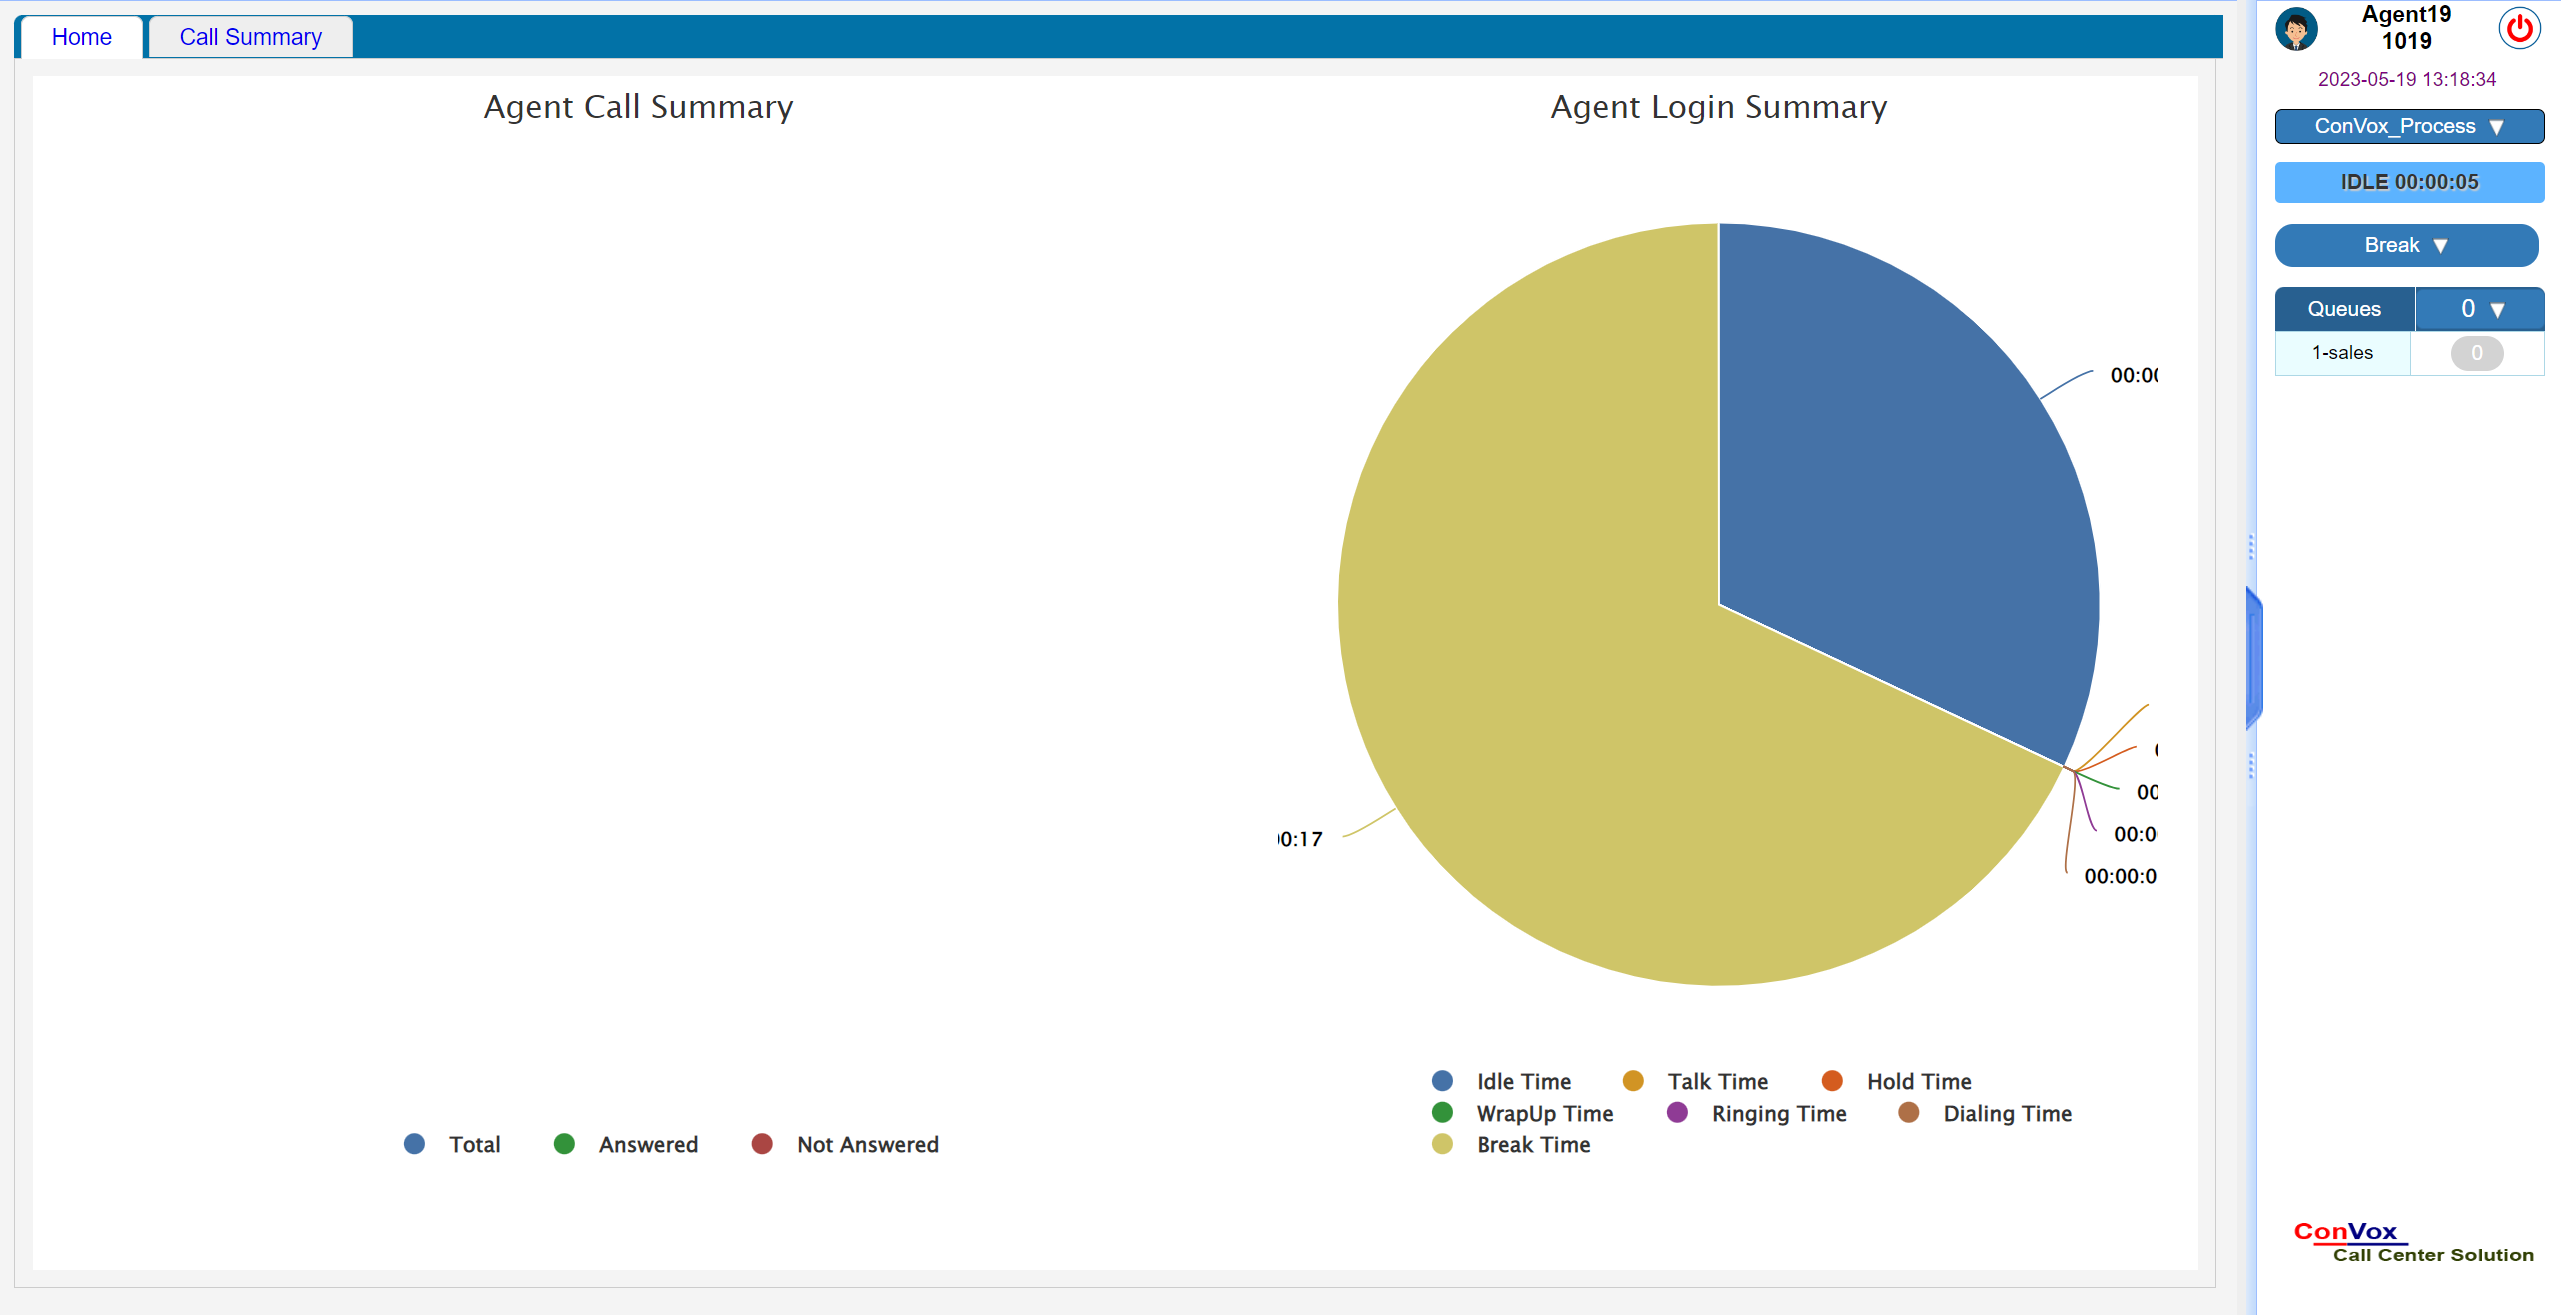 Home
Call Summary
Agent Call Summary
Total
Answered
Not Answered
Agent Login Summary
00:00
00
00:0
00:00:0
0:17
Idle Time
Talk Time
Hold Time
WrapUp Time
Ringing Time
Dialing Time
Break Time
Agent19
1019
2023-05-19 13:18:34
ConVox_Process ▼
IDLE 00:00:05
Break ▼
Queues
0 ▼
1-sales
0
ConVox
Call Center Solution